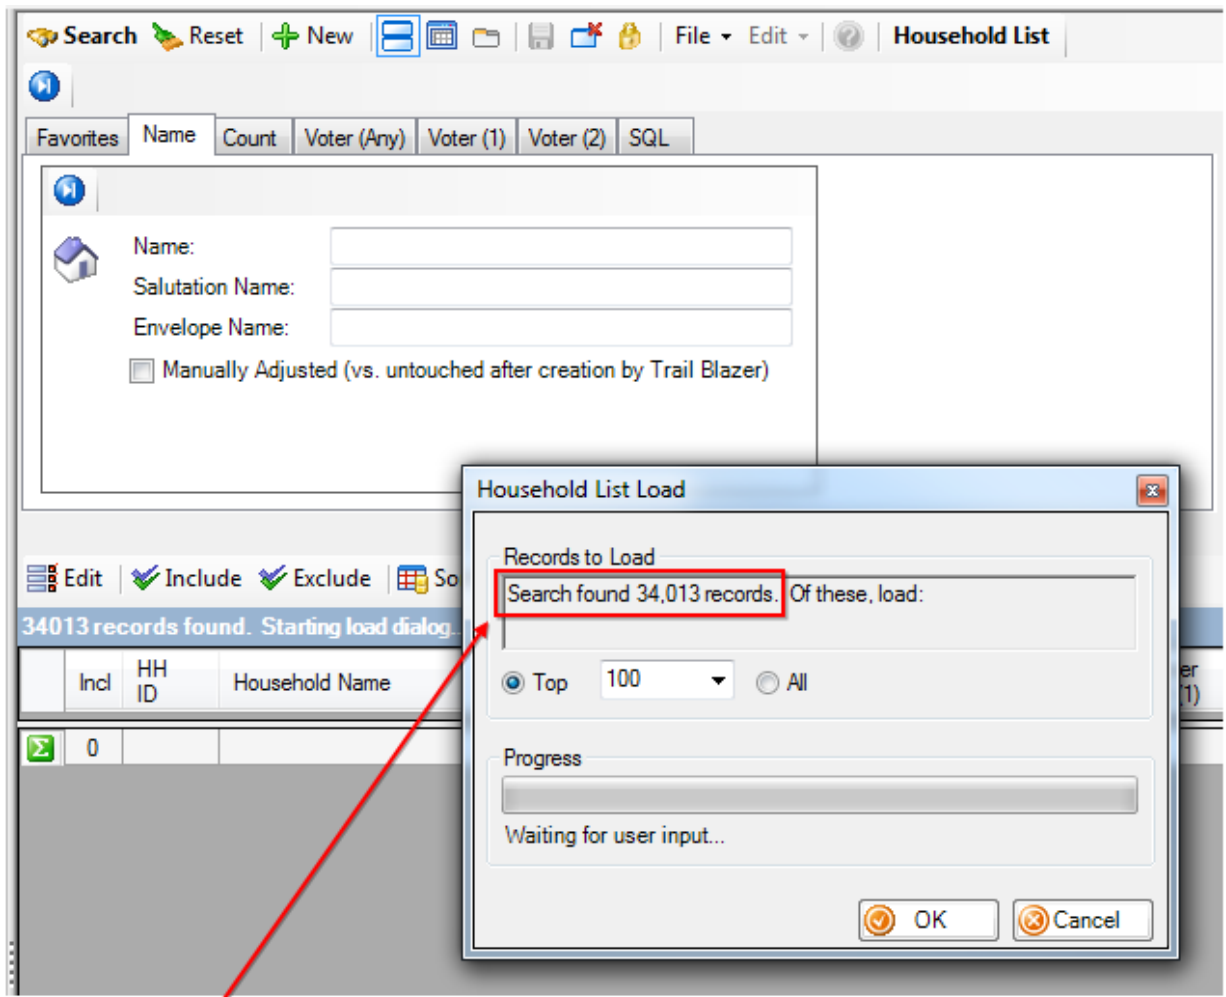 Search Reset New File Edit Household List
Favorites Name Count Voter (Any) Voter (1) Voter (2) SQL
Name:
Salutation Name:
Envelope Name:
Manually Adjusted (vs. untouched after creation by Trail Blazer)
Household List Load
Records to Load
Search found 34,013 records. Of these, load:
Top 100 All
Progress
Waiting for user input...
OK Cancel
Edit Include Exclude So
34013 records found. Starting load dialog..
Incl HH ID Household Name er (1)
0